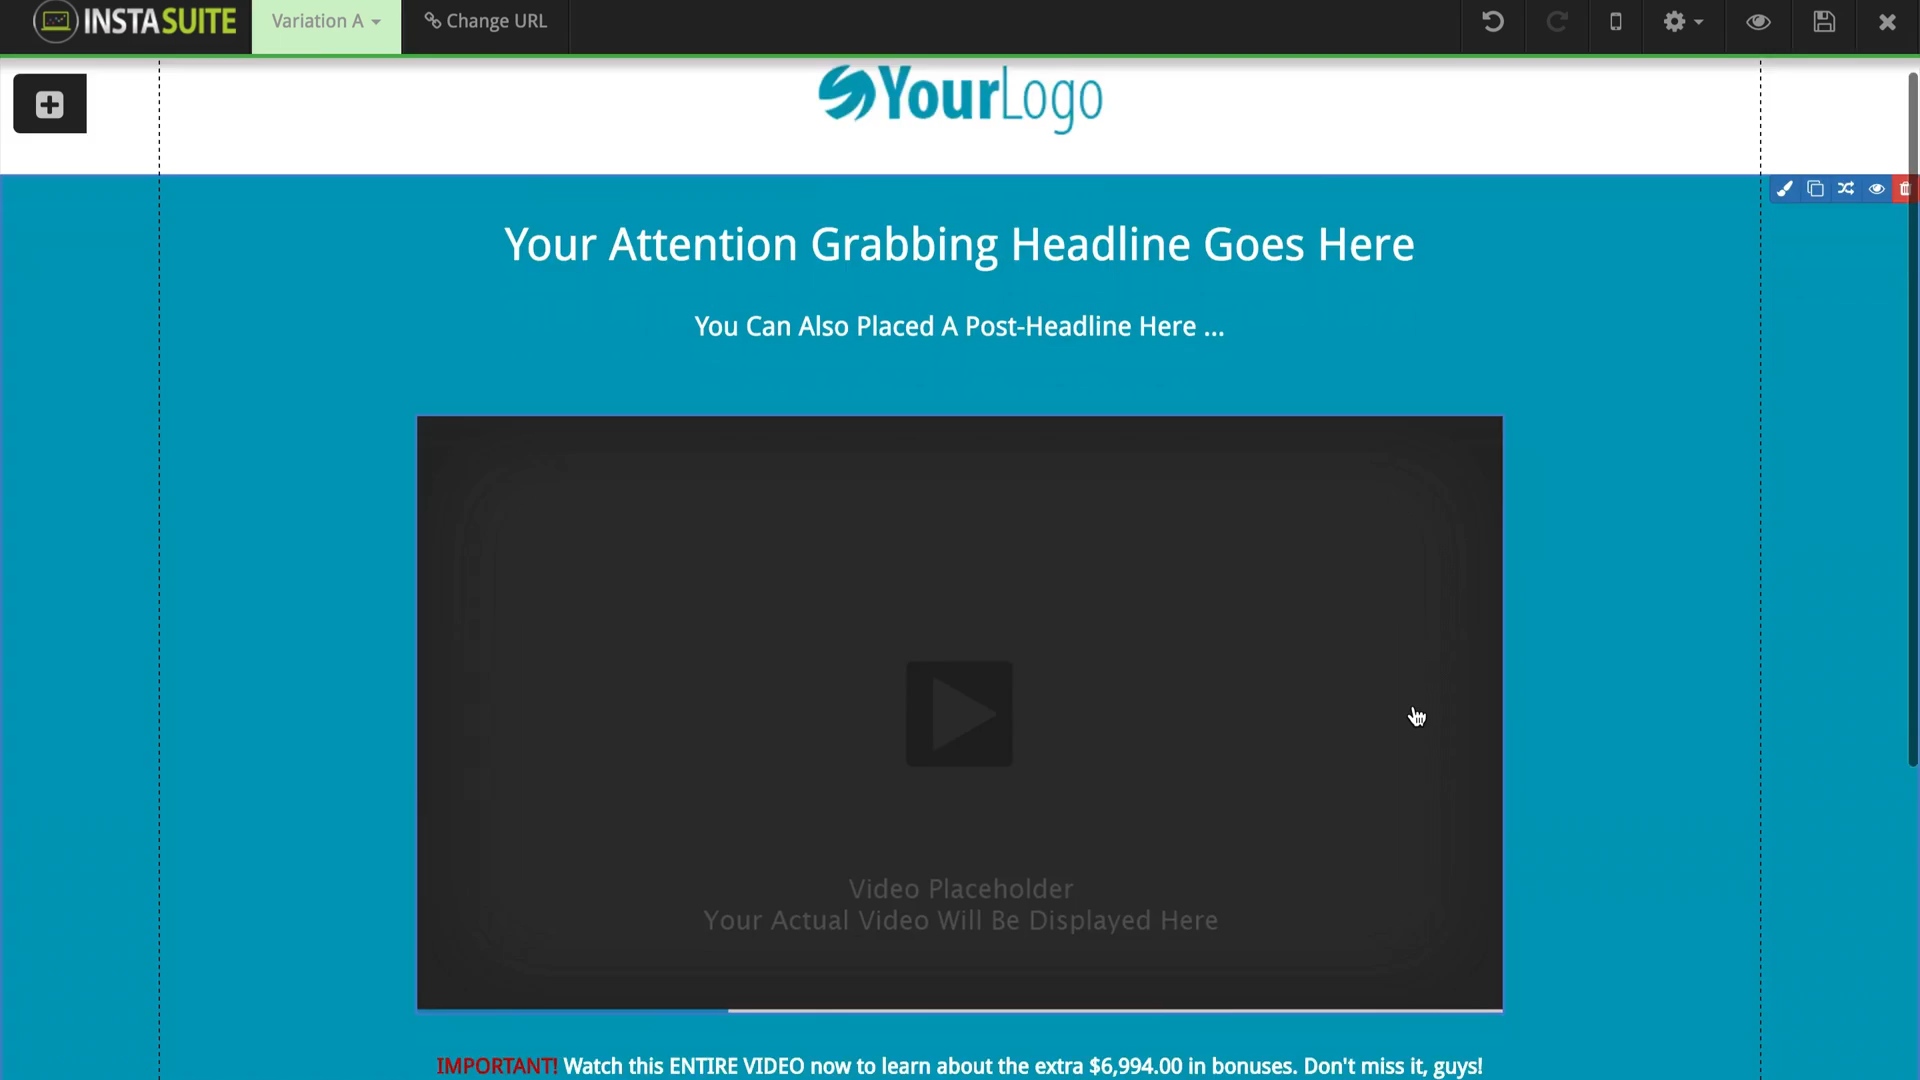 INSTASUITE
Variation A
Change URL
YourLogo
Your Attention Grabbing Headline Goes Here
You Can Also Placed A Post-Headline Here ...
Video Placeholder
Your Actual Video Will Be Displayed Here
IMPORTANT! Watch this ENTIRE VIDEO now to learn about the extra $6,994.00 in bonuses. Don't miss it, guys!